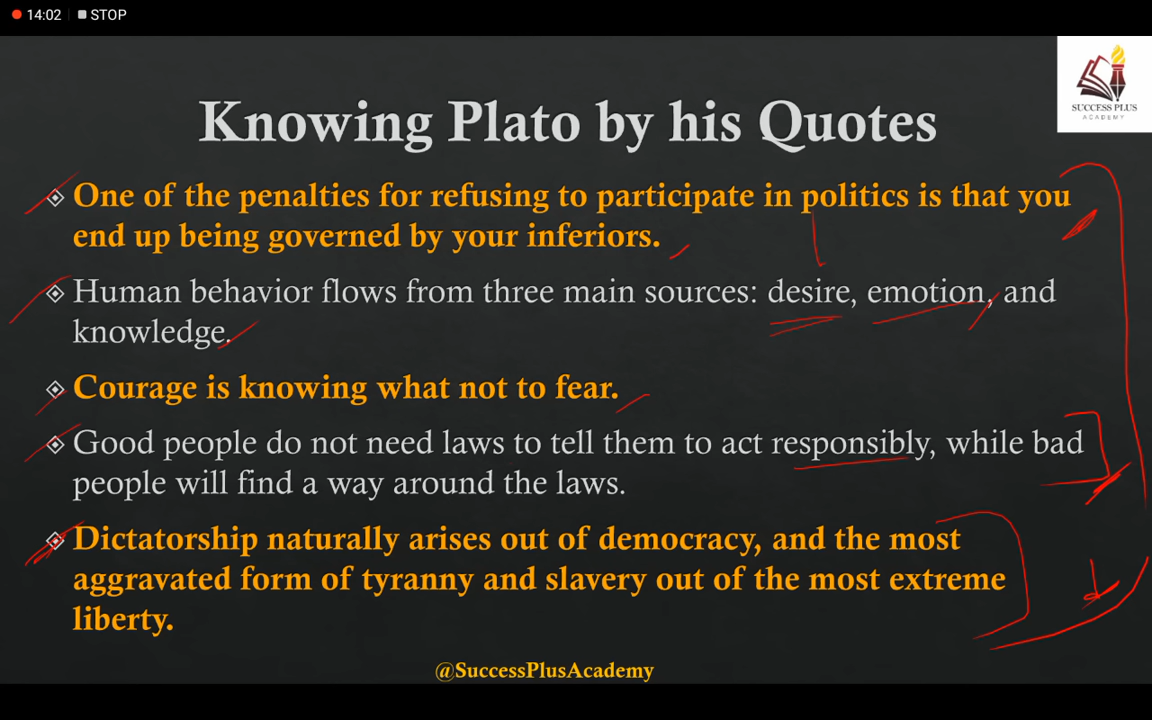 14:02 STOP
SUCCESS PLUS
ACADEMY
Knowing Plato by his Quotes
One of the penalties for refusing to participate in politics is that you
end up being governed by your inferiors.
Human behavior flows from three main sources: desire, emotion, and
knowledge.
Courage is knowing what not to fear.
Good people do not need laws to tell them to act responsibly, while bad
people will find a way around the laws.
Dictatorship naturally arises out of democracy, and the most
aggravated form of tyranny and slavery out of the most extreme
liberty.
@SuccessPlusAcademy